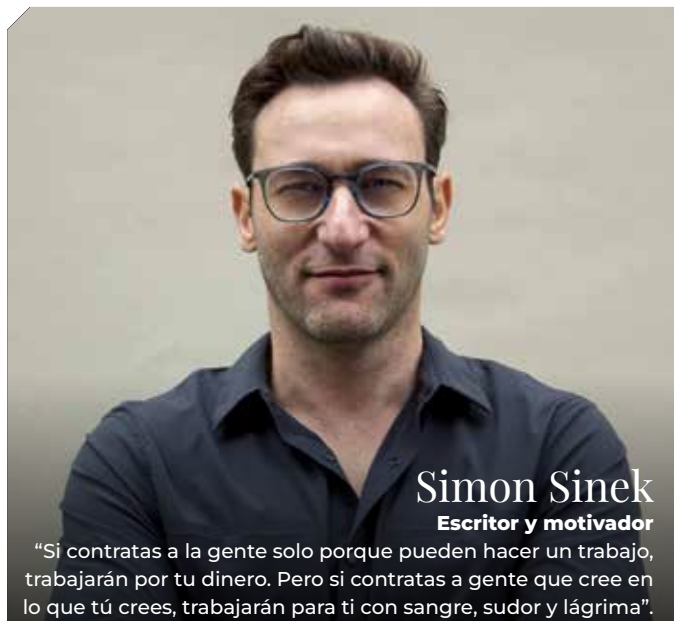 Simon Sinek
Escritor y motivador
“Si contratas a la gente solo porque pueden hacer un trabajo,
trabajarán por tu dinero. Pero si contratas a gente que cree en
lo que tú crees, trabajarán para ti con sangre, sudor y lágrima”.